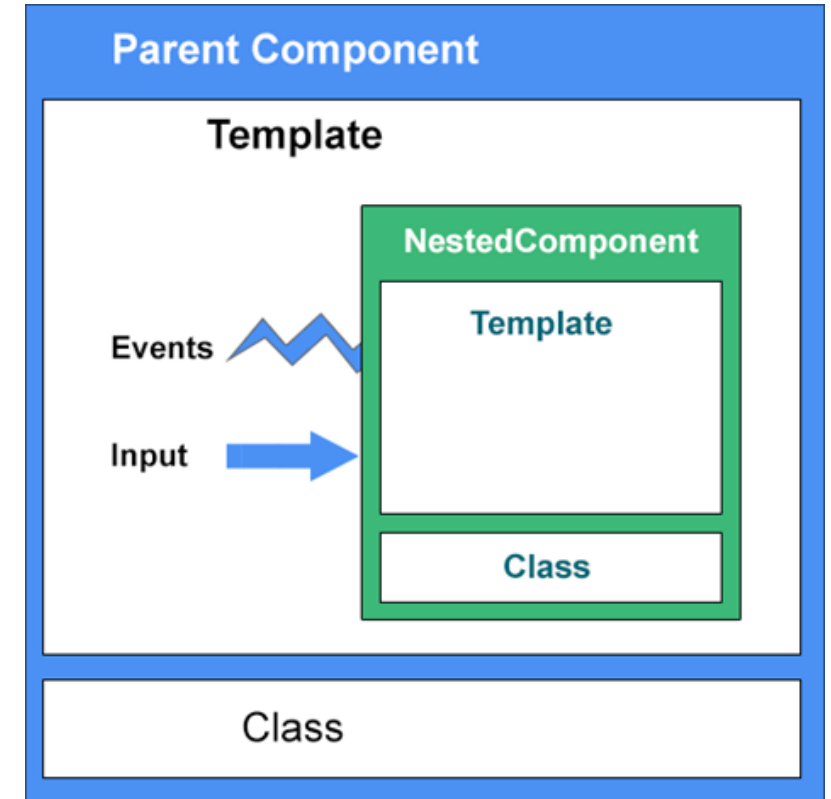 Parent Component
Template
NestedComponent
Template
Events
Input
Class
Class